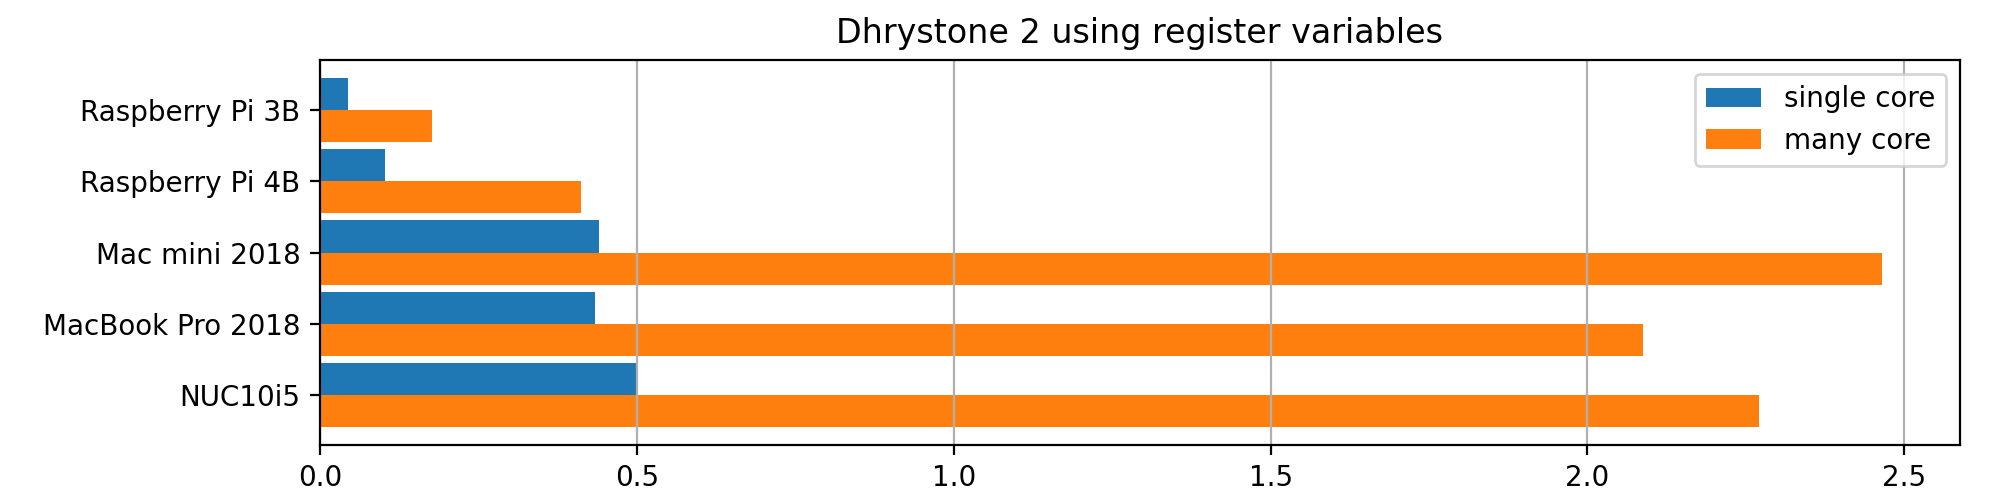 Dhrystone 2 using register variables
single core
many core
Raspberry Pi 3B
Raspberry Pi 4B
Mac mini 2018
MacBook Pro 2018
NUC10i5
0.0 0.5 1.0 1.5 2.0 2.5